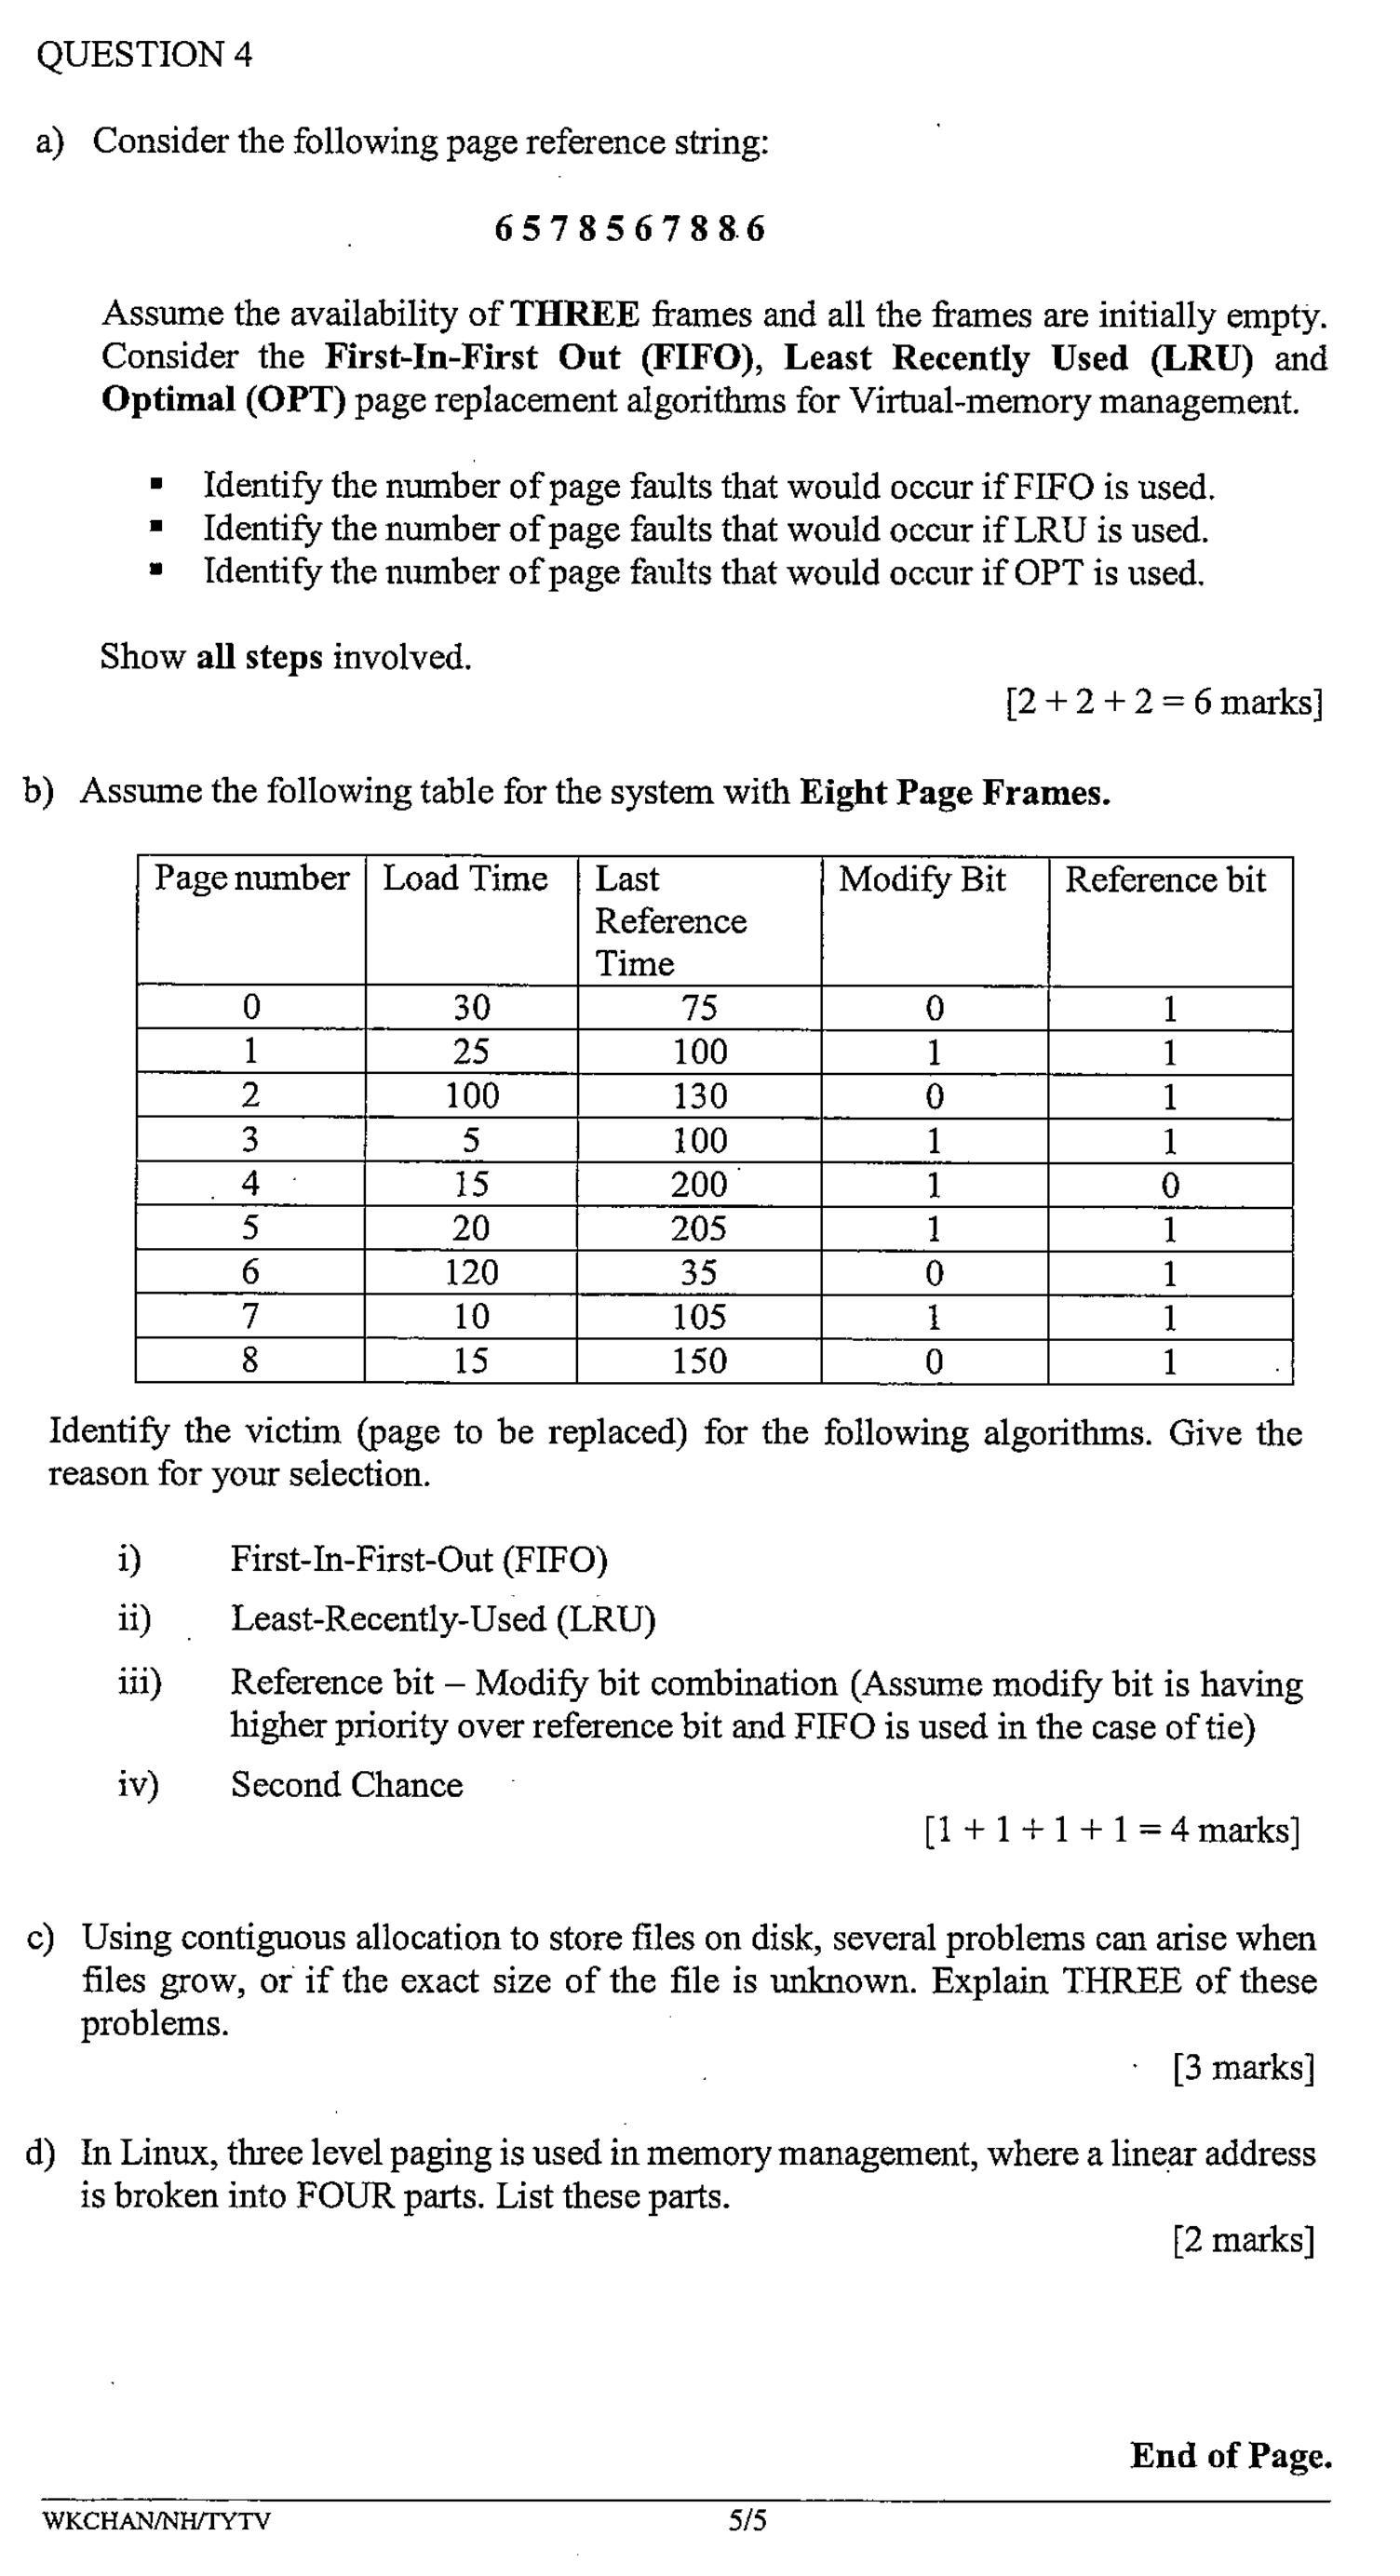 QUESTION 4
a) Consider the following page reference string:
6 5 7 8 5 6 7 8 8 6
Assume the availability of THREE frames and all the frames are initially empty.
Consider the First-In-First Out (FIFO), Least Recently Used (LRU) and
Optimal (OPT) page replacement algorithms for Virtual-memory management.
▪ Identify the number of page faults that would occur if FIFO is used.
▪ Identify the number of page faults that would occur if LRU is used.
▪ Identify the number of page faults that would occur if OPT is used.
Show all steps involved.
[2 + 2 + 2 = 6 marks]
b) Assume the following table for the system with Eight Page Frames.
Page number Load Time Last Reference Time Modify Bit Reference bit
0 30 75 0 1
1 25 100 1 1
2 100 130 0 1
3 5 100 1 1
4 15 200 1 0
5 20 205 1 1
6 120 35 0 1
7 10 105 1 1
8 15 150 0 1
Identify the victim (page to be replaced) for the following algorithms. Give the
reason for your selection.
i) First-In-First-Out (FIFO)
ii) Least-Recently-Used (LRU)
iii) Reference bit – Modify bit combination (Assume modify bit is having
higher priority over reference bit and FIFO is used in the case of tie)
iv) Second Chance
[1 + 1 + 1 + 1 = 4 marks]
c) Using contiguous allocation to store files on disk, several problems can arise when
files grow, or if the exact size of the file is unknown. Explain THREE of these
problems.
[3 marks]
d) In Linux, three level paging is used in memory management, where a linear address
is broken into FOUR parts. List these parts.
[2 marks]
End of Page.
WKCHAN/NH/TYTV 5/5